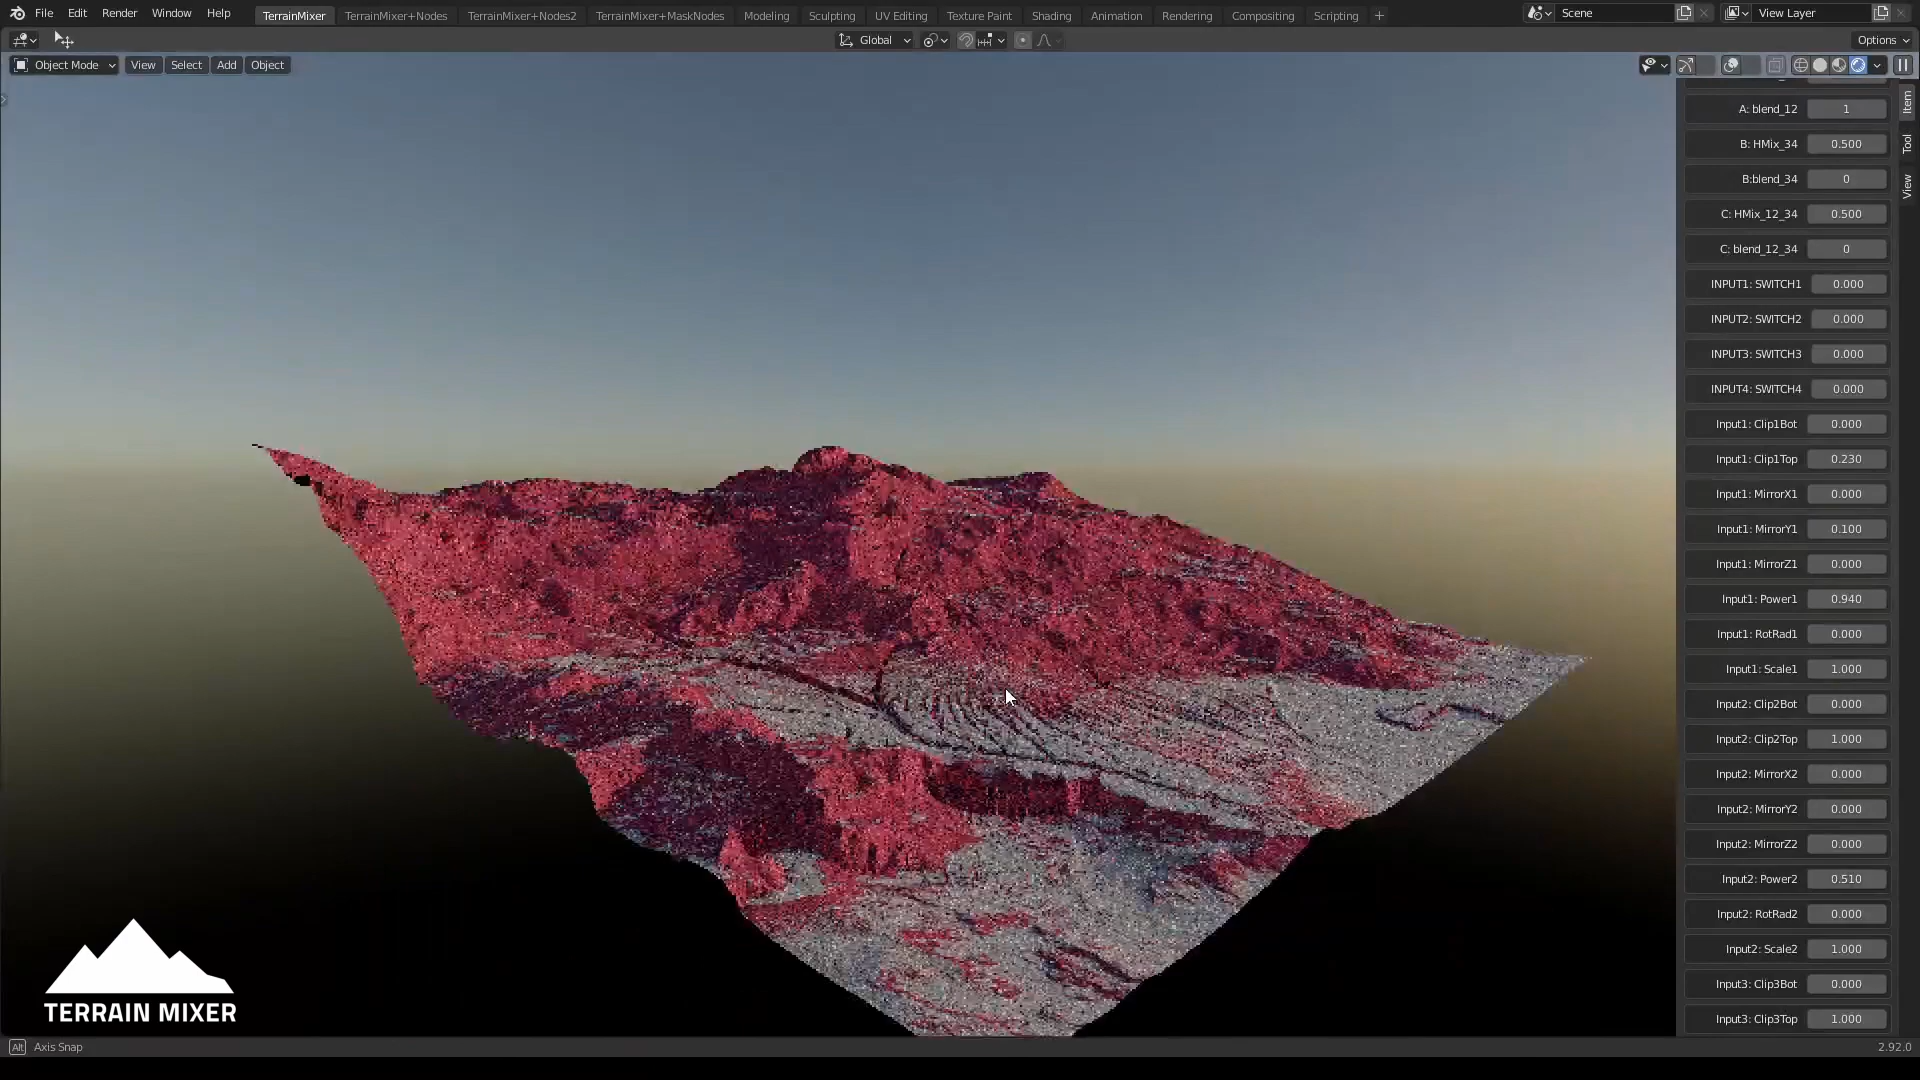 File Edit Render Window Help TerrainMixer TerrainMixer+Nodes TerrainMixer+Nodes2 TerrainMixer+MaskNodes Modeling Sculpting UV Editing Texture Paint Shading Animation Rendering Compositing Scripting + Scene View Layer
Global Options
Object Mode View Select Add Object
Item
Tool
View
A: blend_12 1
B: HMix_34 0.500
B:blend_34 0
C: HMix_12_34 0.500
C: blend_12_34 0
INPUT1: SWITCH1 0.000
INPUT2: SWITCH2 0.000
INPUT3: SWITCH3 0.000
INPUT4: SWITCH4 0.000
Input1: Clip1Bot 0.000
Input1: Clip1Top 0.230
Input1: MirrorX1 0.000
Input1: MirrorY1 0.100
Input1: MirrorZ1 0.000
Input1: Power1 0.940
Input1: RotRad1 0.000
Input1: Scale1 1.000
Input2: Clip2Bot 0.000
Input2: Clip2Top 1.000
Input2: MirrorX2 0.000
Input2: MirrorY2 0.000
Input2: MirrorZ2 0.000
Input2: Power2 0.510
Input2: RotRad2 0.000
Input2: Scale2 1.000
Input3: Clip3Bot 0.000
Input3: Clip3Top 1.000
TERRAIN MIXER
Alt Axis Snap 2.92.0